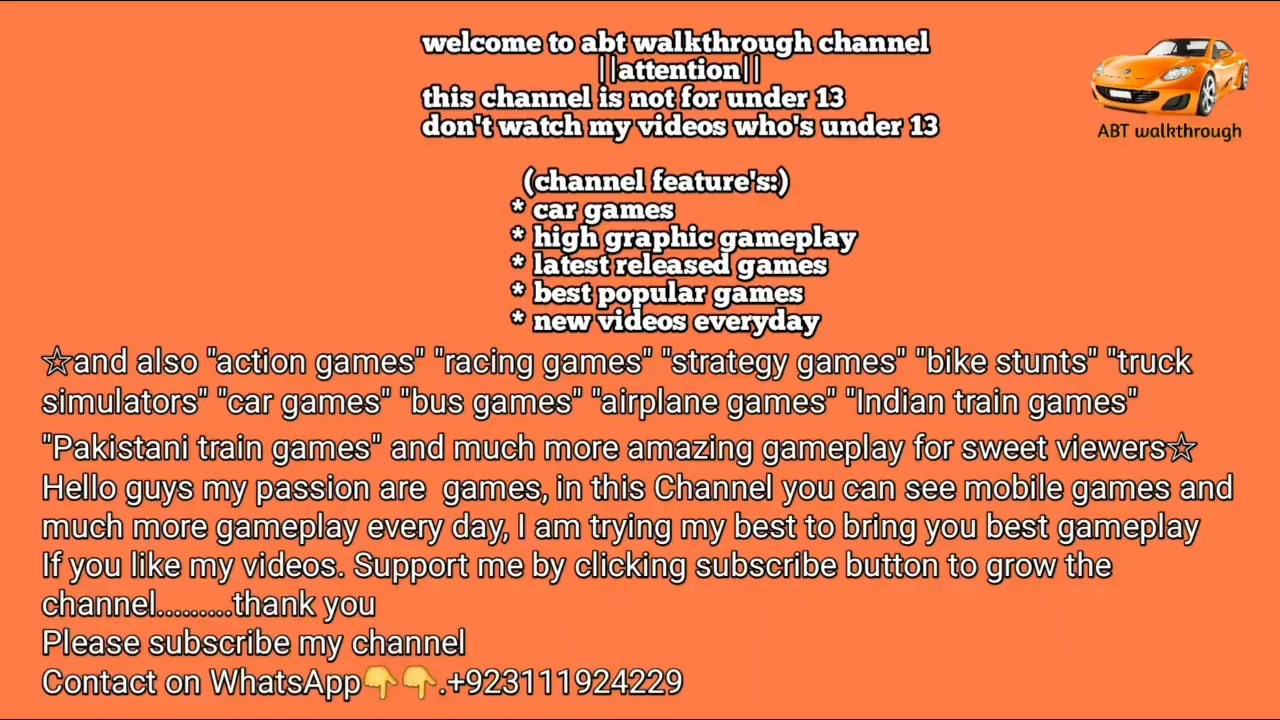 welcome to abt walkthrough channel
||attention||
this channel is not for under 13
don't watch my videos who's under 13
ABT walkthrough
(channel feature's:)
* car games
* high graphic gameplay
* latest released games
* best popular games
* new videos everyday
☆and also "action games" "racing games" "strategy games" "bike stunts" "truck
simulators" "car games" "bus games" "airplane games" "Indian train games"
"Pakistani train games" and much more amazing gameplay for sweet viewers☆
Hello guys my passion are  games, in this Channel you can see mobile games and
much more gameplay every day, I am trying my best to bring you best gameplay
If you like my videos. Support me by clicking subscribe button to grow the
channel.........thank you
Please subscribe my channel
Contact on WhatsApp👇👇.+923111924229